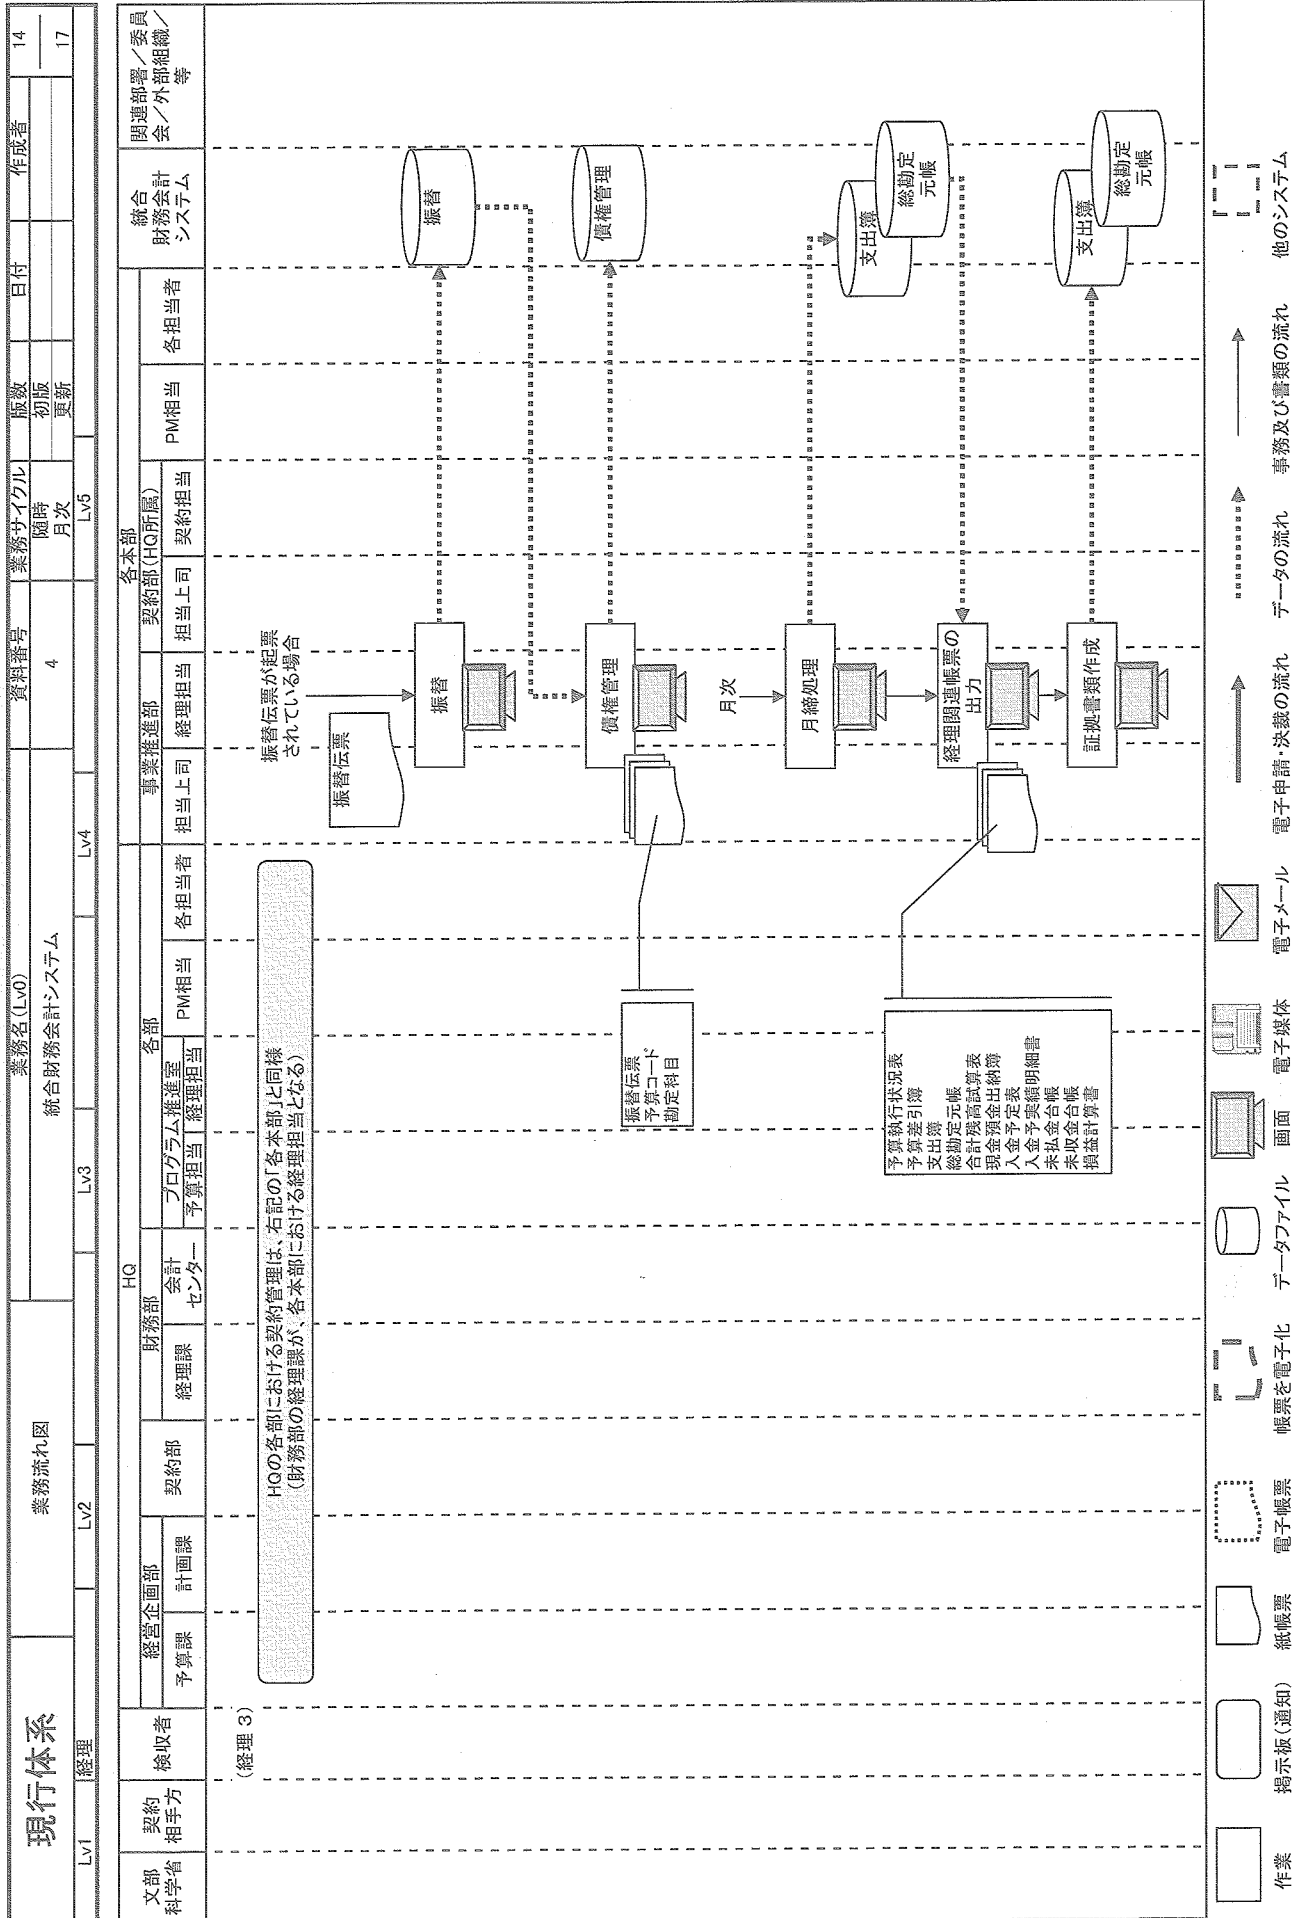 現行体系
業務流れ図
業務名(Lv0)
統合財務会計システム
資料番号
4
業務サイクル
随時
月次
版数
初版
更新
日付
作成者
14
17
Lv1
経理
Lv2
Lv3
Lv4
Lv5
文部
科学省
契約
相手方
検収者
HQ
経営企画部
予算課
計画課
契約部
財務部
経理課
会計
センター
各部
プログラム推進室
予算担当
経理担当
PM相当
各担当者
各本部
事業推進部
担当上司
経理担当
契約部(HQ所属)
担当上司
契約担当
PM相当
各担当者
統合
財務会計
システム
関連部署/委員
会/外部組織/
等
(経理 3)
HQの各部における契約管理は、右記の「各本部」と同様
(財務部の経理課が、各本部における経理担当となる)
振替伝票が起票
されている場合
振替伝票
振替
振替
債権管理
債権管理
振替伝票
予算コード
勘定科目
月次
月締処理
支出簿
総勘定
元帳
経理関連帳票の
出力
予算執行状況表
予算差引簿
支出簿
総勘定元帳
合計残高試算表
現金預金出納簿
入金予定表
入金予実績明細書
未払金台帳
未収金台帳
損益計算書
証拠書類作成
支出簿
総勘定
元帳
作業
掲示板(通知)
紙帳票
電子帳票
帳票を電子化
データファイル
画面
電子媒体
電子メール
電子申請・決裁の流れ
データの流れ
事務及び書類の流れ
他のシステム